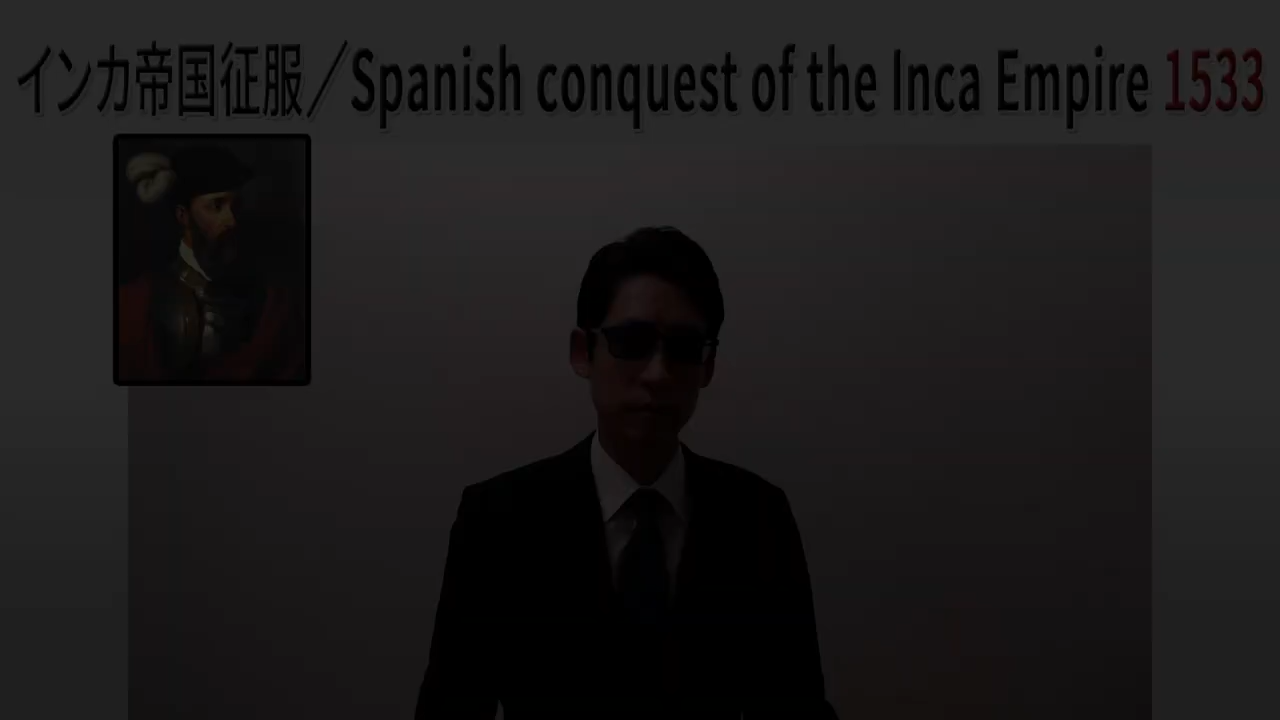 インカ帝国征服／Spanish conquest of the Inca Empire 1533